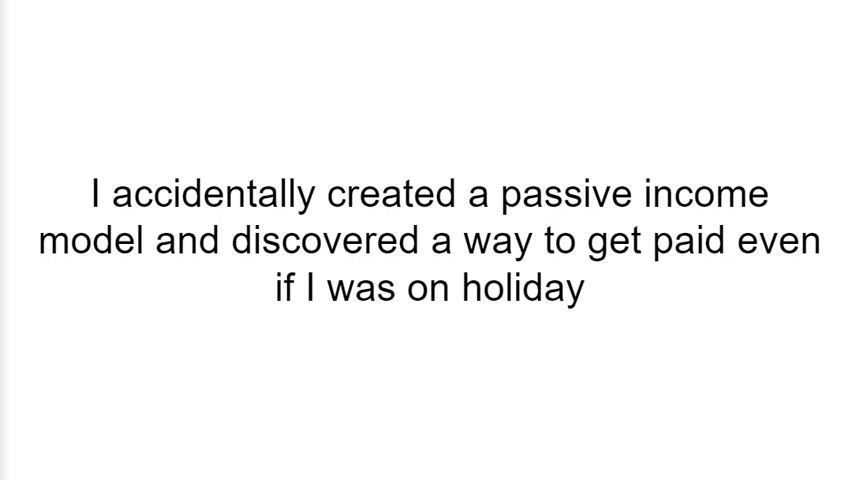 I accidentally created a passive income
model and discovered a way to get paid even
if I was on holiday